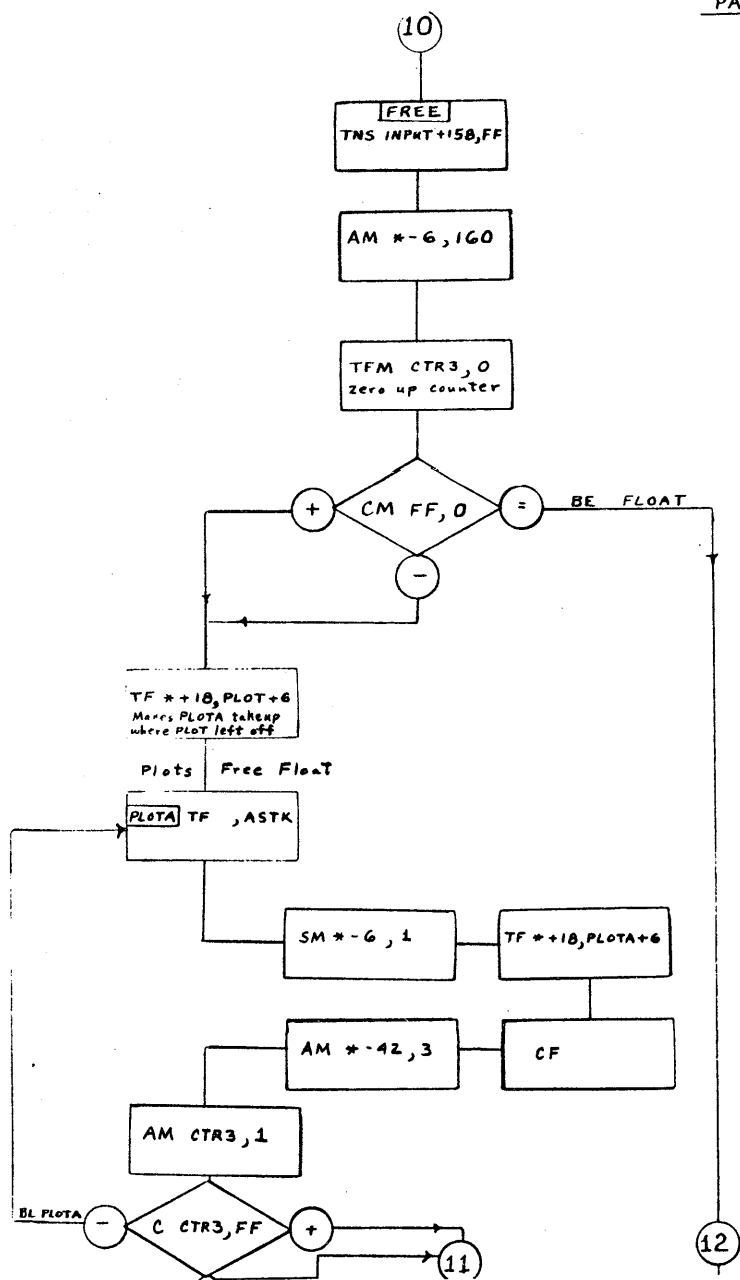 PA
10
FREE
TNS INPUT+158,FF
AM *-6,160
TFM CTR3,0
zero up counter
+
CM FF,0
=
BE FLOAT
-
TF *+18,PLOT+6
Makes PLOTA takeup
where PLOT left off
Plots Free Float
PLOTA TF ,ASTK
SM *-6,1
TF *+18,PLOTA+6
AM *-42,3
CF
AM CTR3,1
BL PLOTA
-
C CTR3,FF
+
11
12